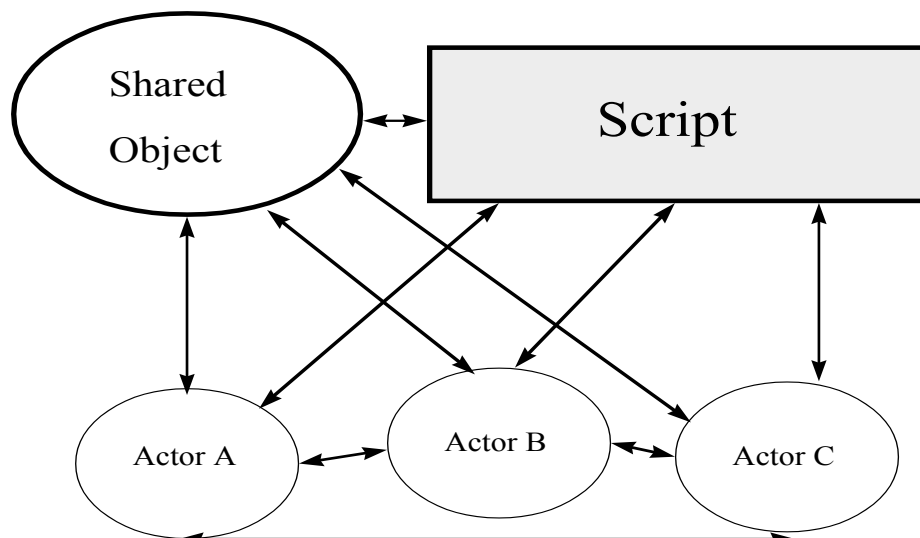 Shared
Object
Script
Actor A
Actor B
Actor C